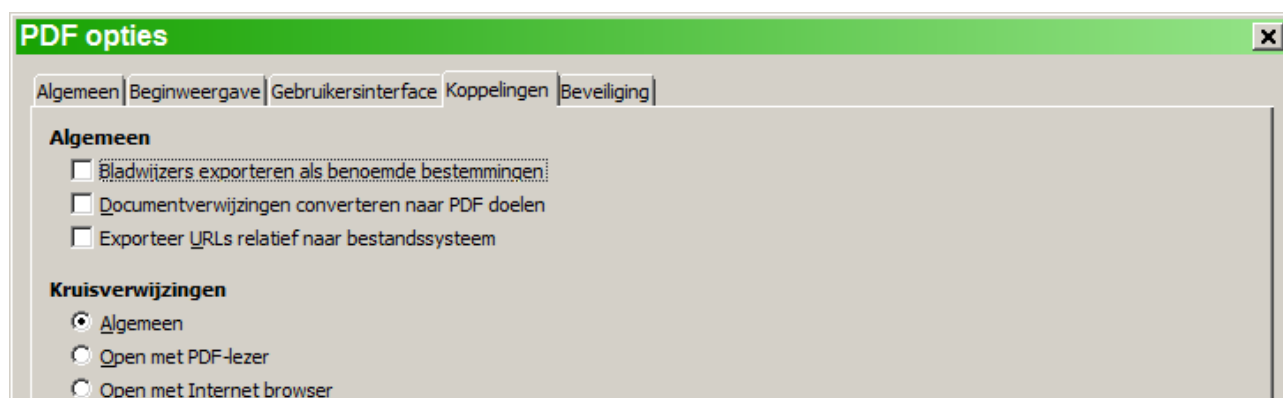 PDF opties
Algemeen Beginweergave Gebruikersinterface Koppelingen Beveiliging
Algemeen
Bladwijzers exporteren als benoemde bestemmingen
Documentverwijzingen converteren naar PDF doelen
Exporteer URLs relatief naar bestandssysteem
Kruisverwijzingen
Algemeen
Open met PDF-lezer
Open met Internet browser